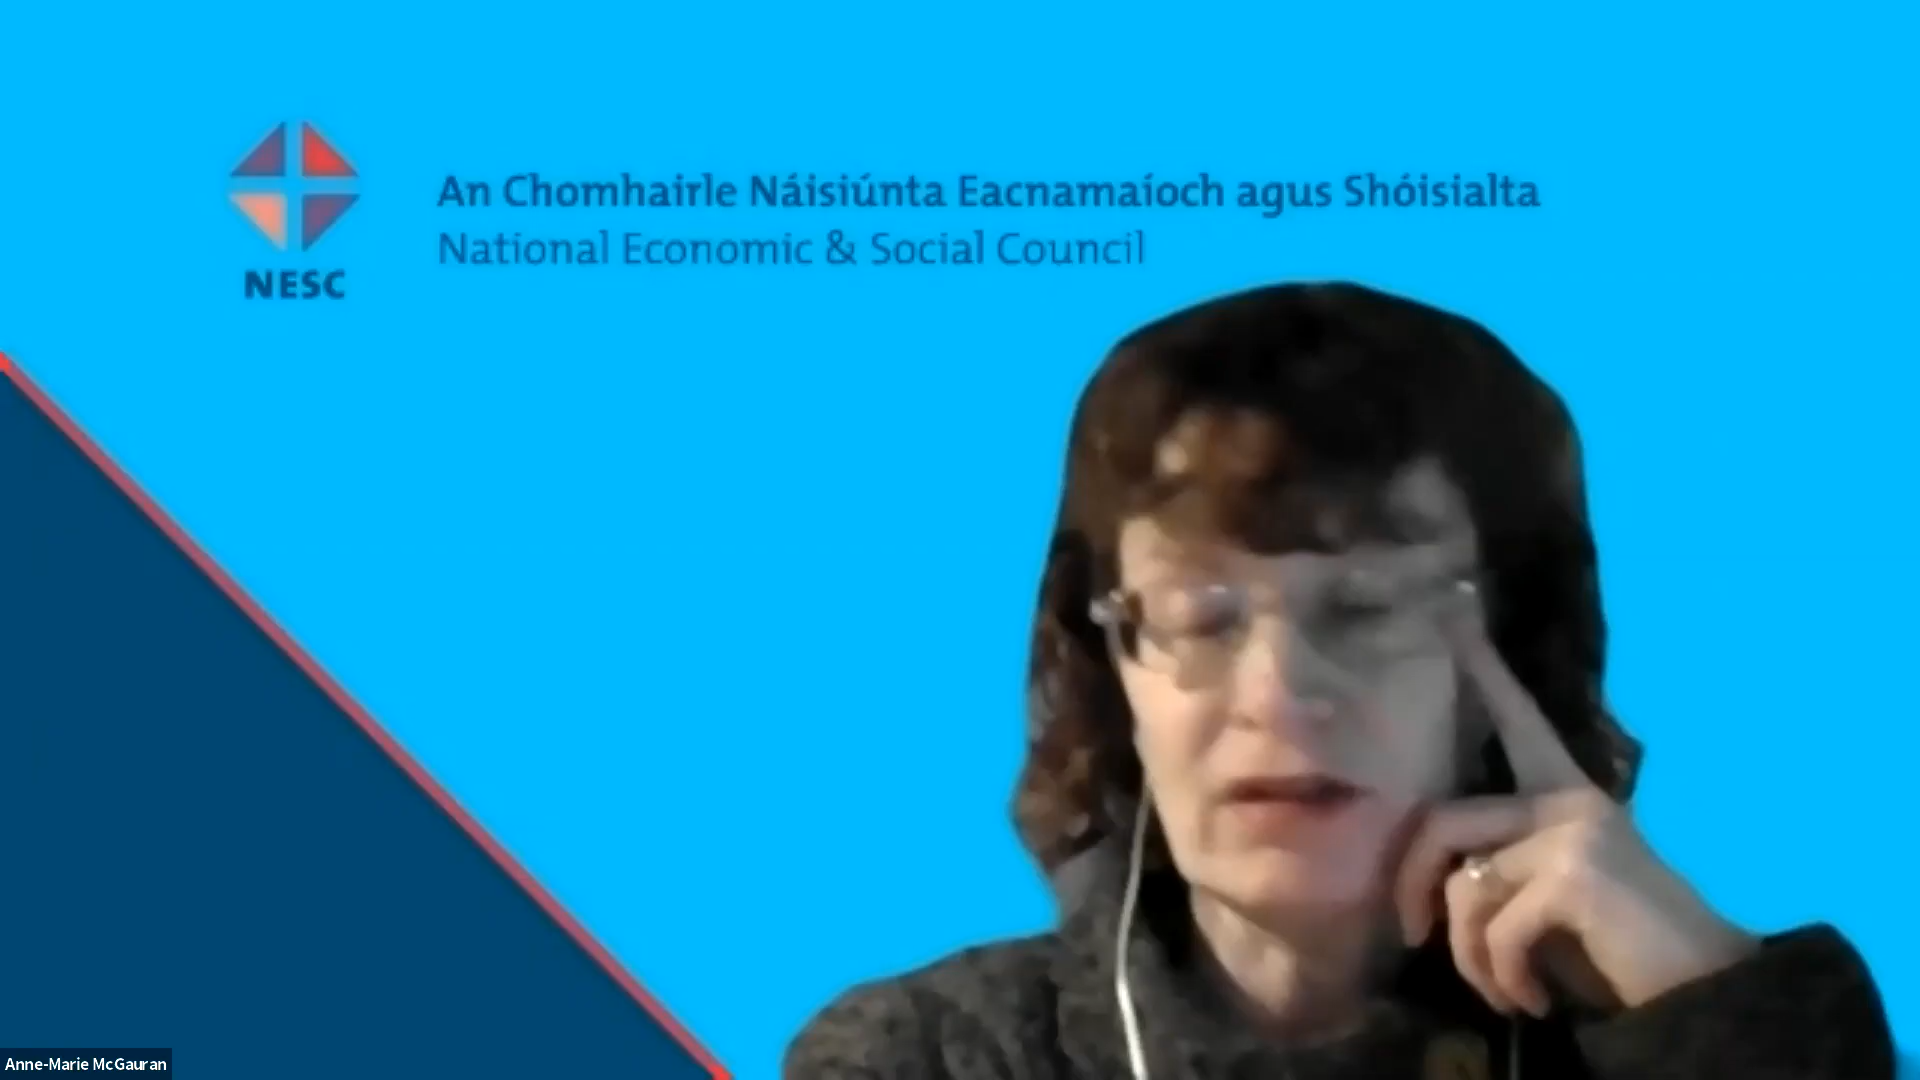 An Chomhairle Náisiúnta Eacnamaíoch agus Shóisialta
National Economic & Social Council
NESC
Anne-Marie McGauran